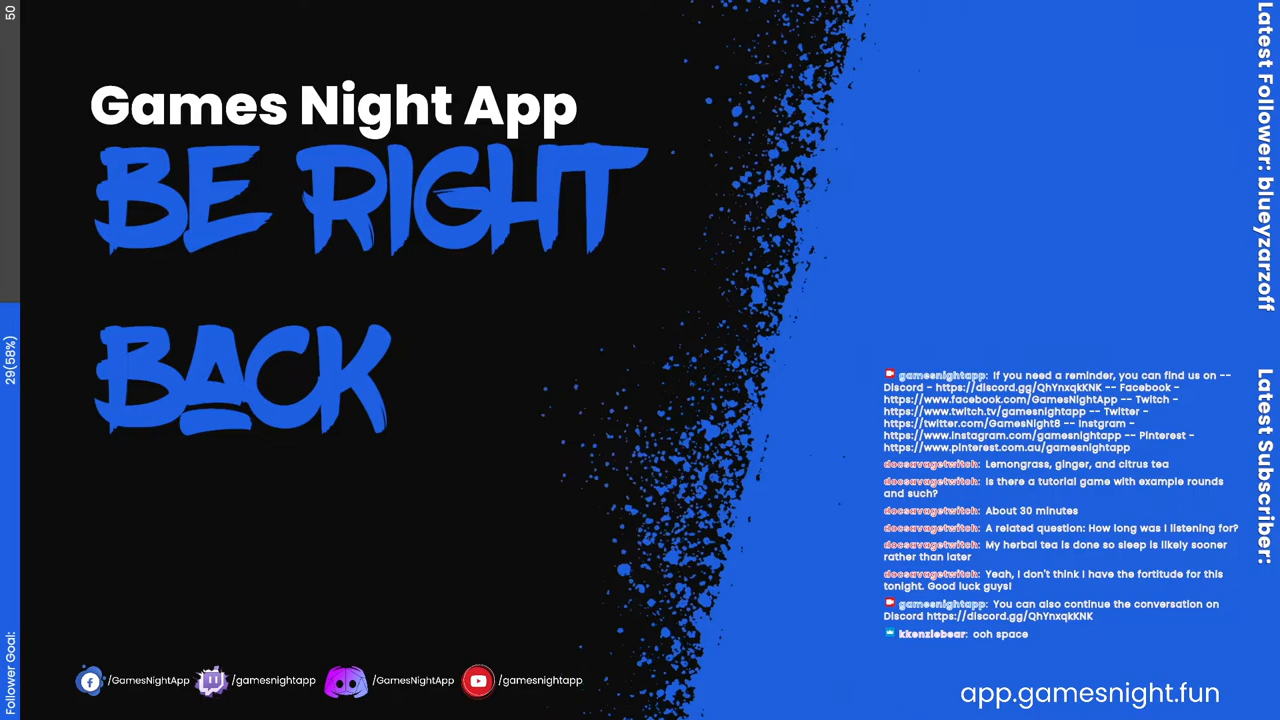 50
29(58%)
Follower Goal:
Games Night App
BE RIGHT
BACK
/GamesNightApp
/gamesnightapp
/GamesNightApp
/gamesnightapp
Latest Follower: blueyzarzoff
Latest Subscriber:
gamesnightapp: If you need a reminder, you can find us on --
Discord - https://discord.gg/QhYnxqkKNK -- Facebook -
https://www.facebook.com/GamesNightApp -- Twitch -
https://www.twitch.tv/gamesnightapp -- Twitter -
https://twitter.com/GamesNight8 -- Instgram -
https://www.instagram.com/gamesnightapp -- Pinterest -
https://www.pinterest.com.au/gamesnightapp
docsavagetwitch: Lemongrass, ginger, and citrus tea
docsavagetwitch: Is there a tutorial game with example rounds
and such?
docsavagetwitch: About 30 minutes
docsavagetwitch: A related question: How long was I listening for?
docsavagetwitch: My herbal tea is done so sleep is likely sooner
rather than later
docsavagetwitch: Yeah, I don't think I have the fortitude for this
tonight. Good luck guys!
gamesnightapp: You can also continue the conversation on
Discord https://discord.gg/QhYnxqkKNK
kkenziebear: ooh space
app.gamesnight.fun